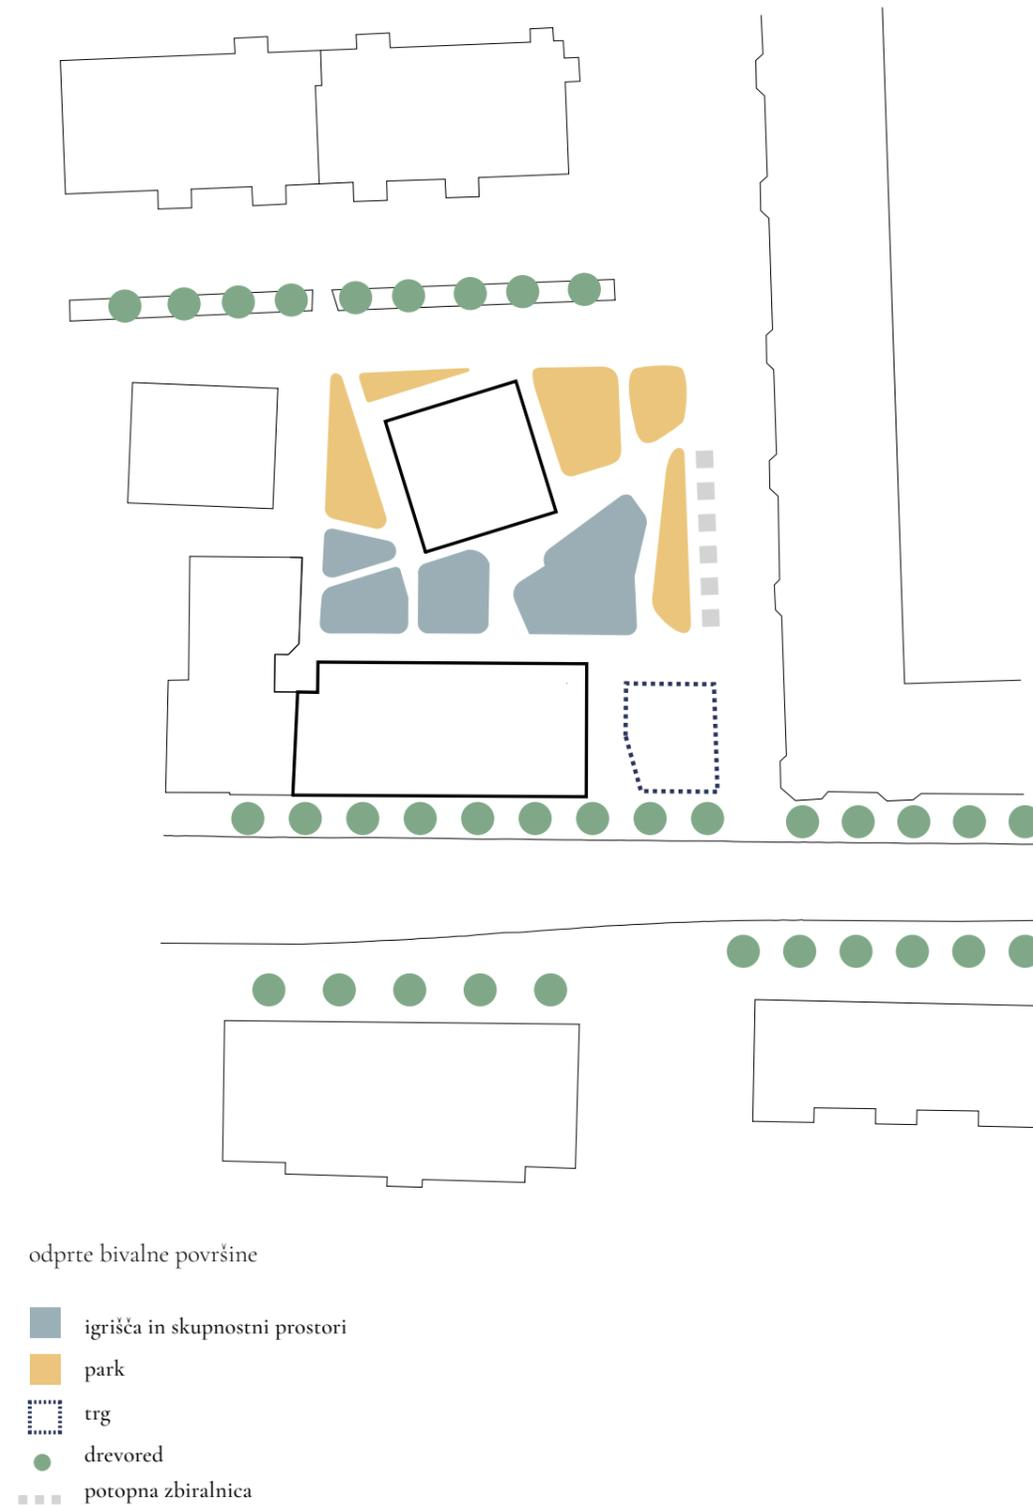 odprte bivalne površine
igrišča in skupnostni prostori
park
trg
drevored
potopna zbiralnica